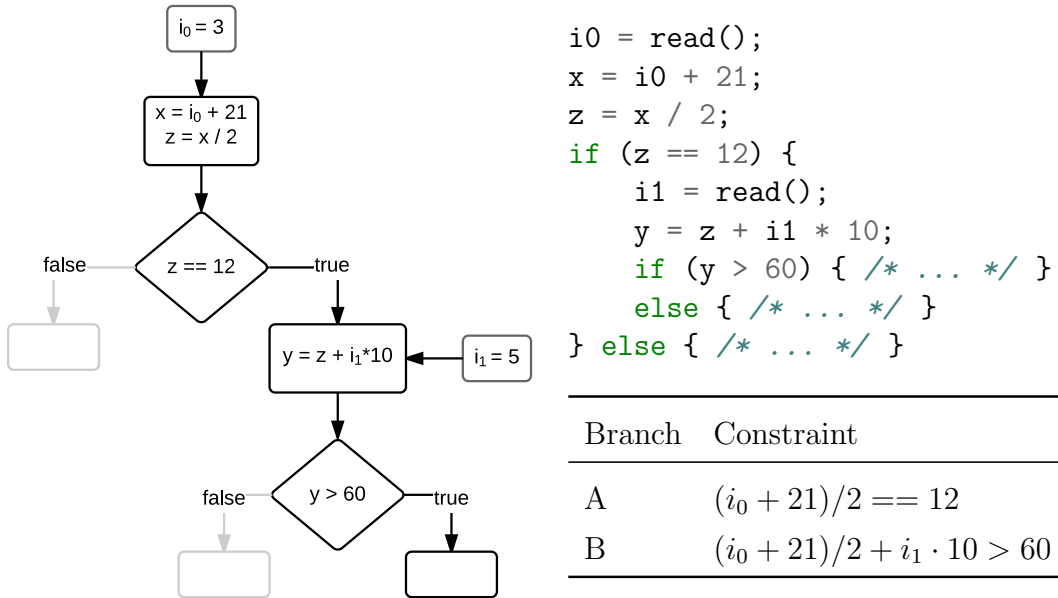 i₀ = 3
x = i₀ + 21
z = x / 2
z == 12
false
true
y = z + i₁*10
i₁ = 5
y > 60
false
true
i0 = read();
x = i0 + 21;
z = x / 2;
if (z == 12) {
    i1 = read();
    y = z + i1 * 10;
    if (y > 60) { /* ... */ }
    else { /* ... */ }
} else { /* ... */ }
Branch Constraint
A (i₀ + 21)/2 == 12
B (i₀ + 21)/2 + i₁ · 10 > 60